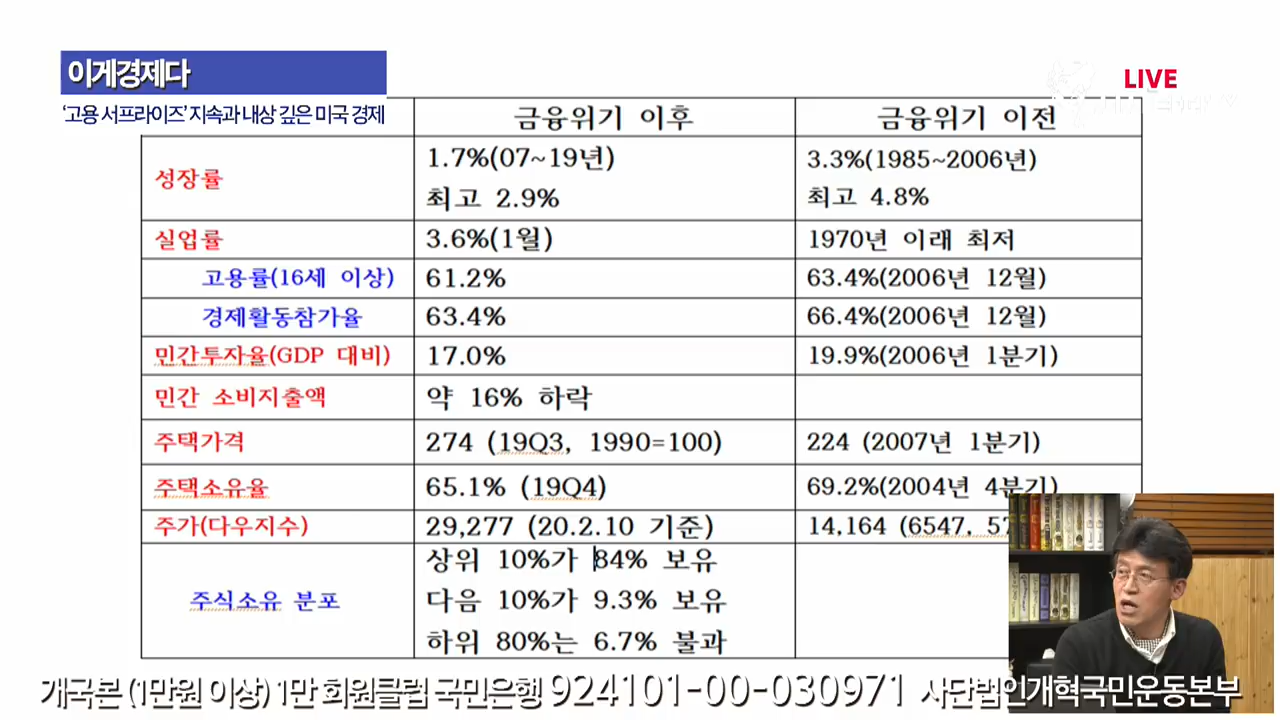 이게경제다
LIVE
‘고용 서프라이즈’ 지속과 내상 깊은 미국 경제
금융위기 이후 금융위기 이전
성장률 1.7%(07~19년) 3.3%(1985~2006년)
최고 2.9% 최고 4.8%
실업률 3.6%(1월) 1970년 이래 최저
고용률(16세 이상) 61.2% 63.4%(2006년 12월)
경제활동참가율 63.4% 66.4%(2006년 12월)
민간투자율(GDP 대비) 17.0% 19.9%(2006년 1분기)
민간 소비지출액 약 16% 하락
주택가격 274 (19Q3, 1990=100) 224 (2007년 1분기)
주택소유율 65.1% (19Q4) 69.2%(2004년 4분기)
주가(다우지수) 29,277 (20.2.10 기준) 14,164 (6547,
상위 10%가 84% 보유
주식소유 분포 다음 10%가 9.3% 보유
하위 80%는 6.7% 불과
개국본 (1만원 이상) 1만 회원클럽 국민은행 924101-00-030971 사단법인개혁국민운동본부